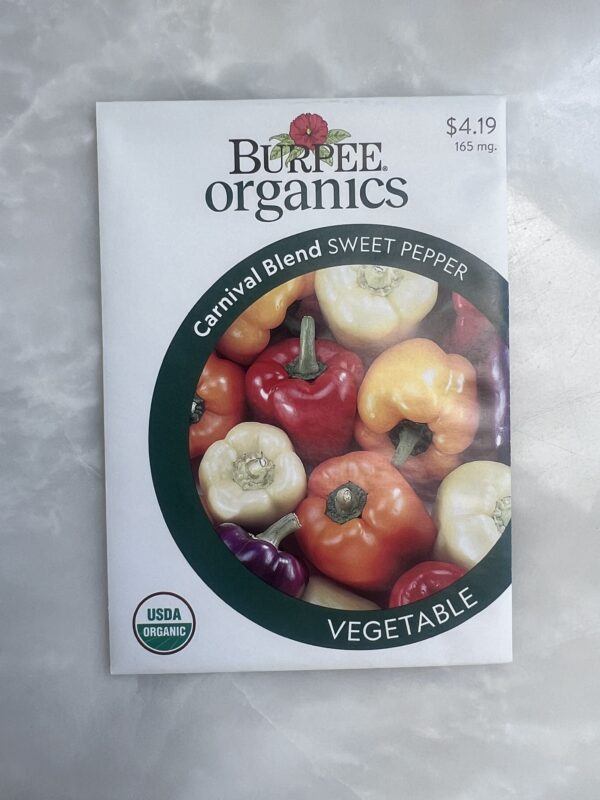 $4.19
165 mg.
BURPEE®
organics
Carnival Blend SWEET PEPPER
VEGETABLE
USDA
ORGANIC